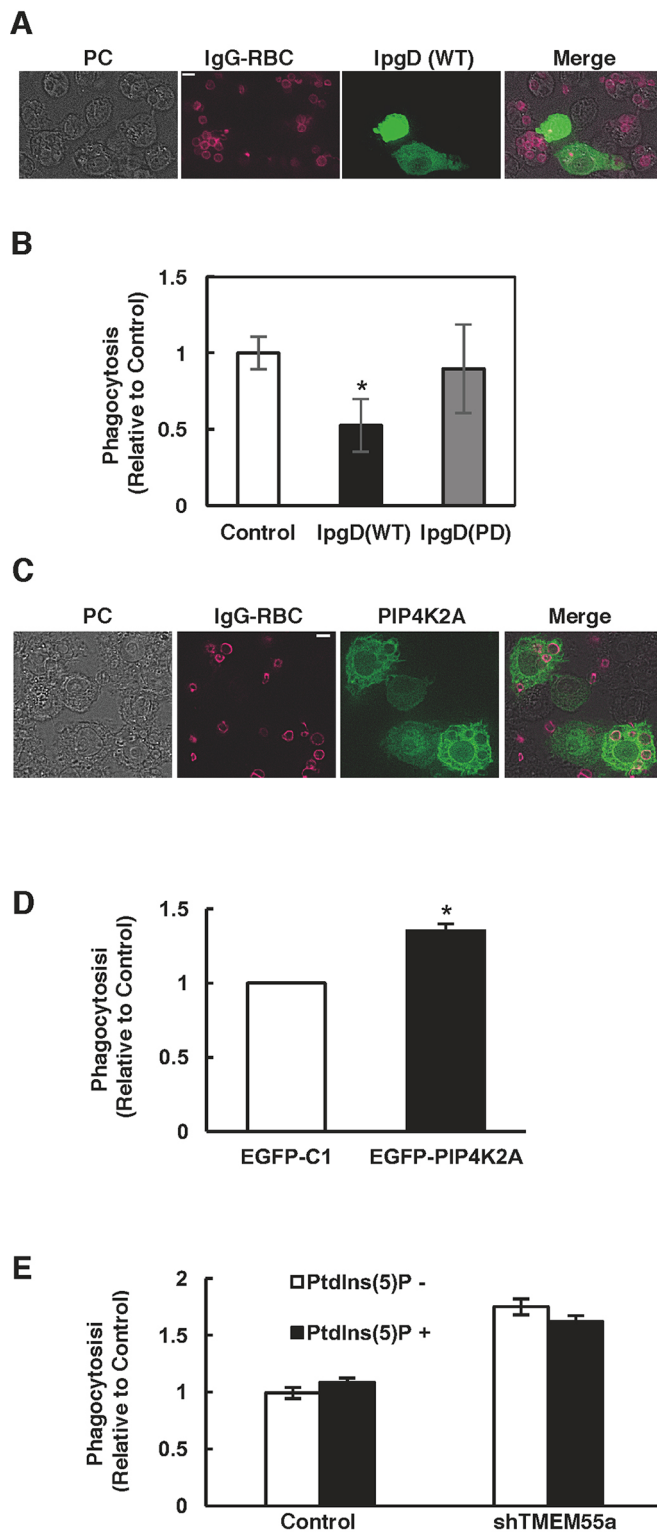 A
PC IgG-RBC IpgD (WT) Merge
B
Phagocytosis
(Relative to Control)
1.5
1
0.5
0
*
Control IpgD(WT) IpgD(PD)
C
PC IgG-RBC PIP4K2A Merge
D
Phagocytosisi
(Relative to Control)
1.5
1
0.5
0
*
EGFP-C1 EGFP-PIP4K2A
E
Phagocytosisi
(Relative to Control)
2
1.5
1
0.5
0
PtdIns(5)P -
PtdIns(5)P +
Control shTMEM55a